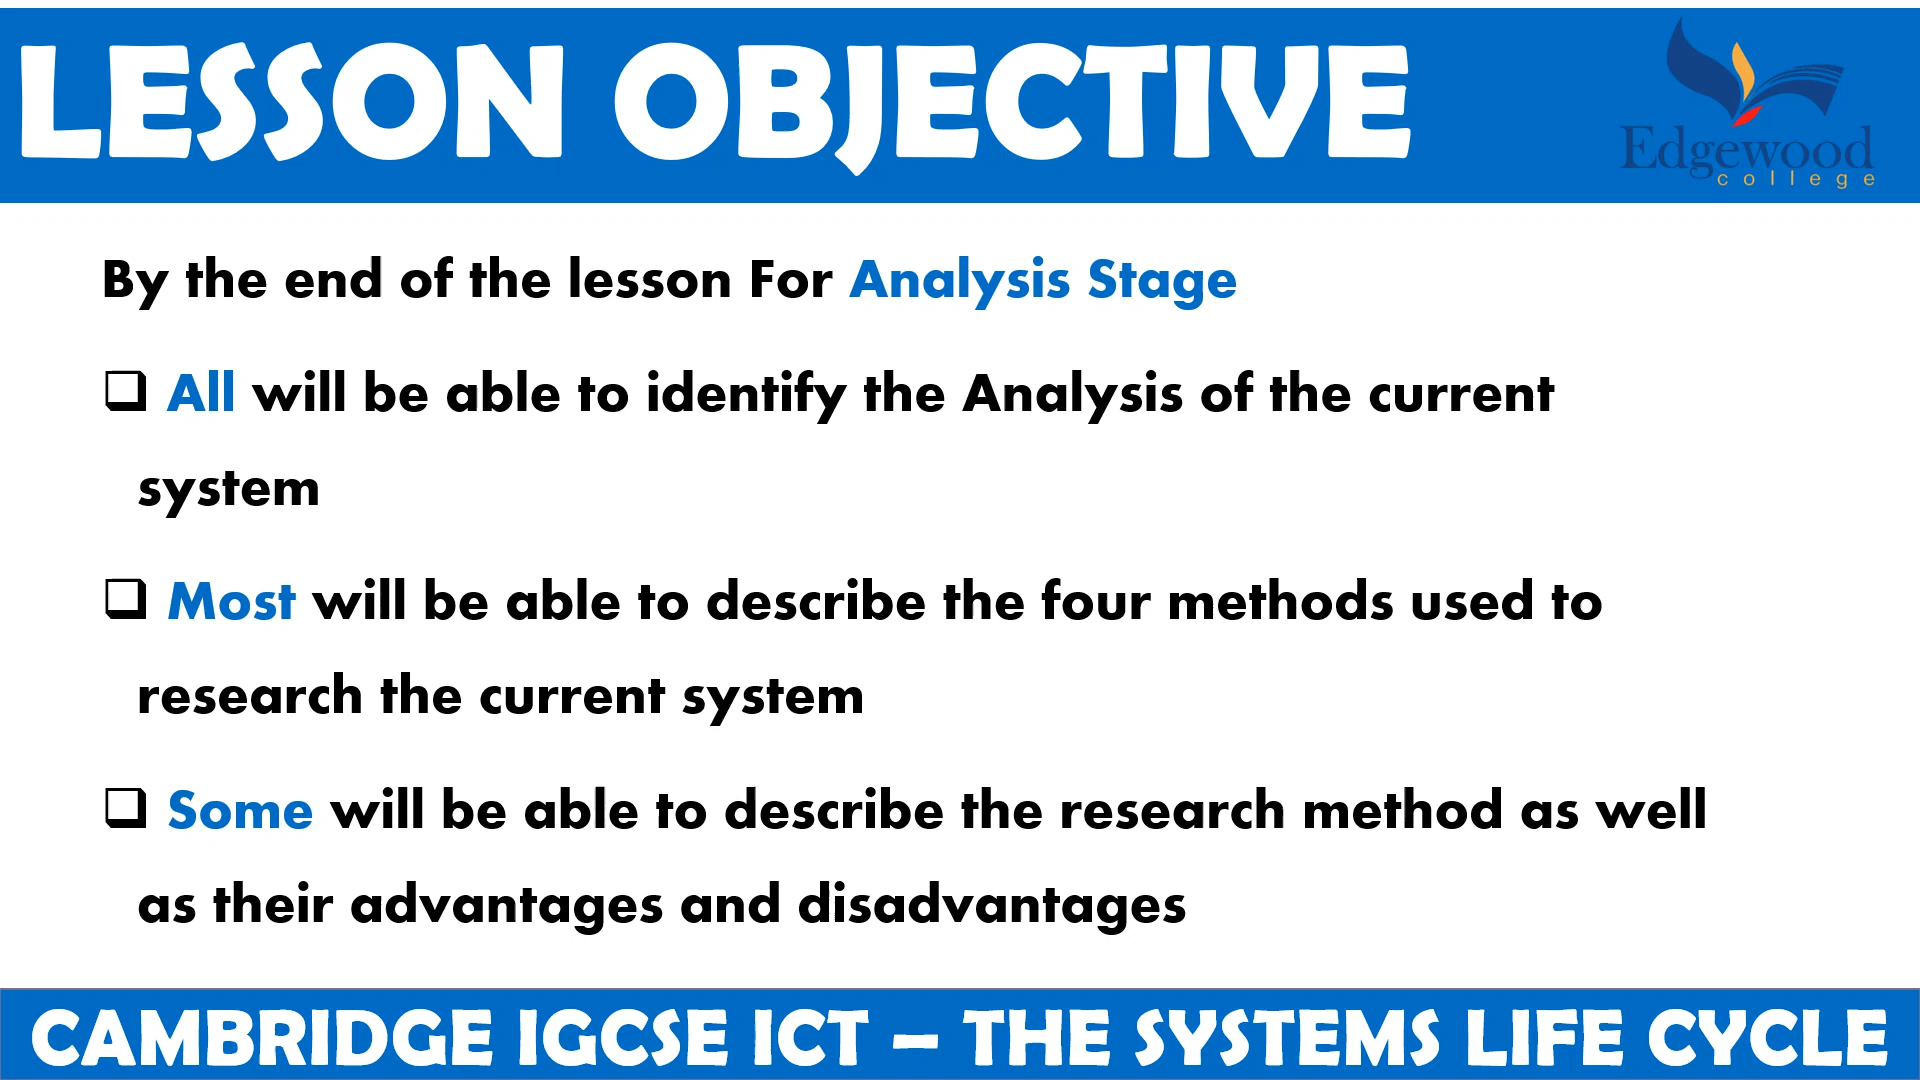 LESSON OBJECTIVE
Edgewood
college
By the end of the lesson For Analysis Stage
❑ All will be able to identify the Analysis of the current
system
❑ Most will be able to describe the four methods used to
research the current system
❑ Some will be able to describe the research method as well
as their advantages and disadvantages
CAMBRIDGE IGCSE ICT – THE SYSTEMS LIFE CYCLE